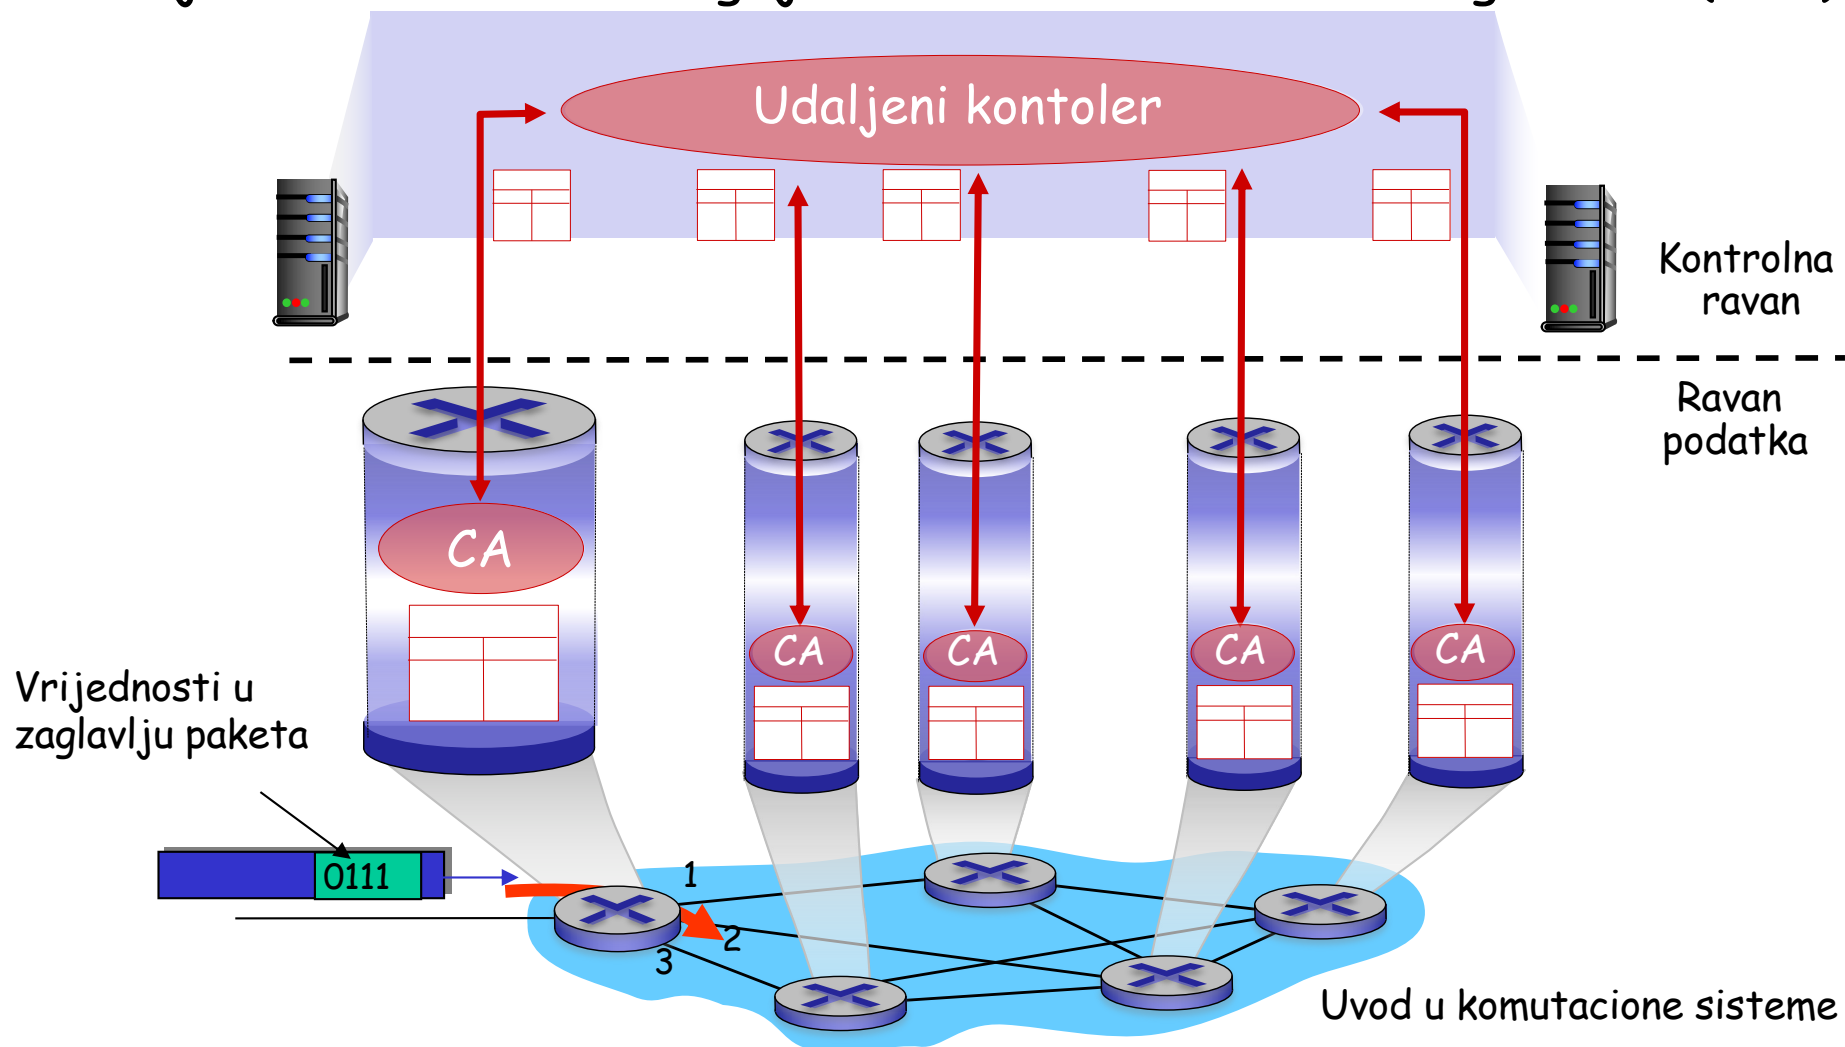 Udaljeni kontoler
Kontrolna
ravan
Ravan
podatka
CA
CA
CA
CA
CA
Vrijednosti u
zaglavlju paketa
0111
1
2
3
Uvod u komutacione sisteme